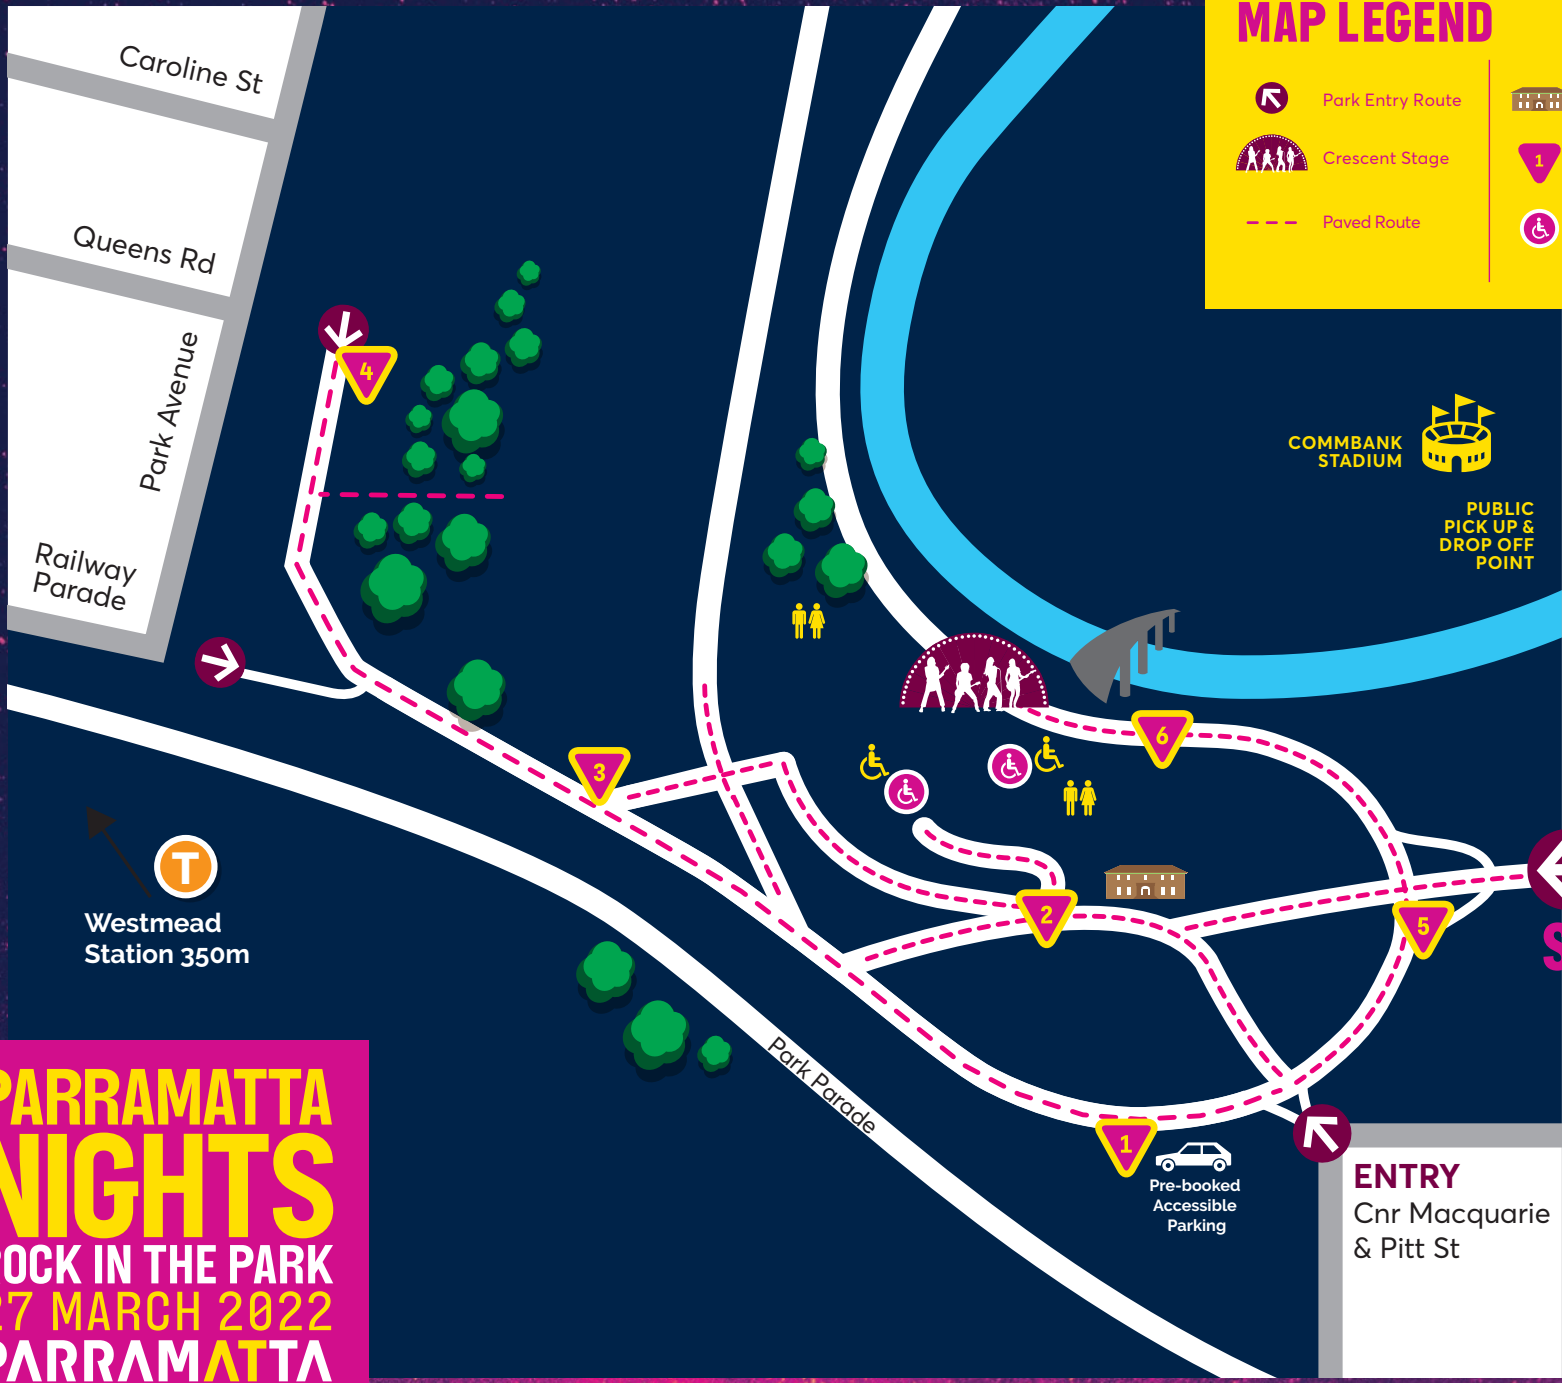 MAP LEGEND
Park Entry Route
Crescent Stage
Paved Route
1
Caroline St
Queens Rd
Park Avenue
Railway
Parade
4
COMMBANK
STADIUM
PUBLIC
PICK UP &
DROP OFF
POINT
3
6
T
Westmead
Station 350m
2
5
S
Park Parade
1
Pre-booked
Accessible
Parking
ENTRY
Cnr Macquarie
& Pitt St
PARRAMATTA
NIGHTS
OCK IN THE PARK
27 MARCH 2022
PARRAMATTA